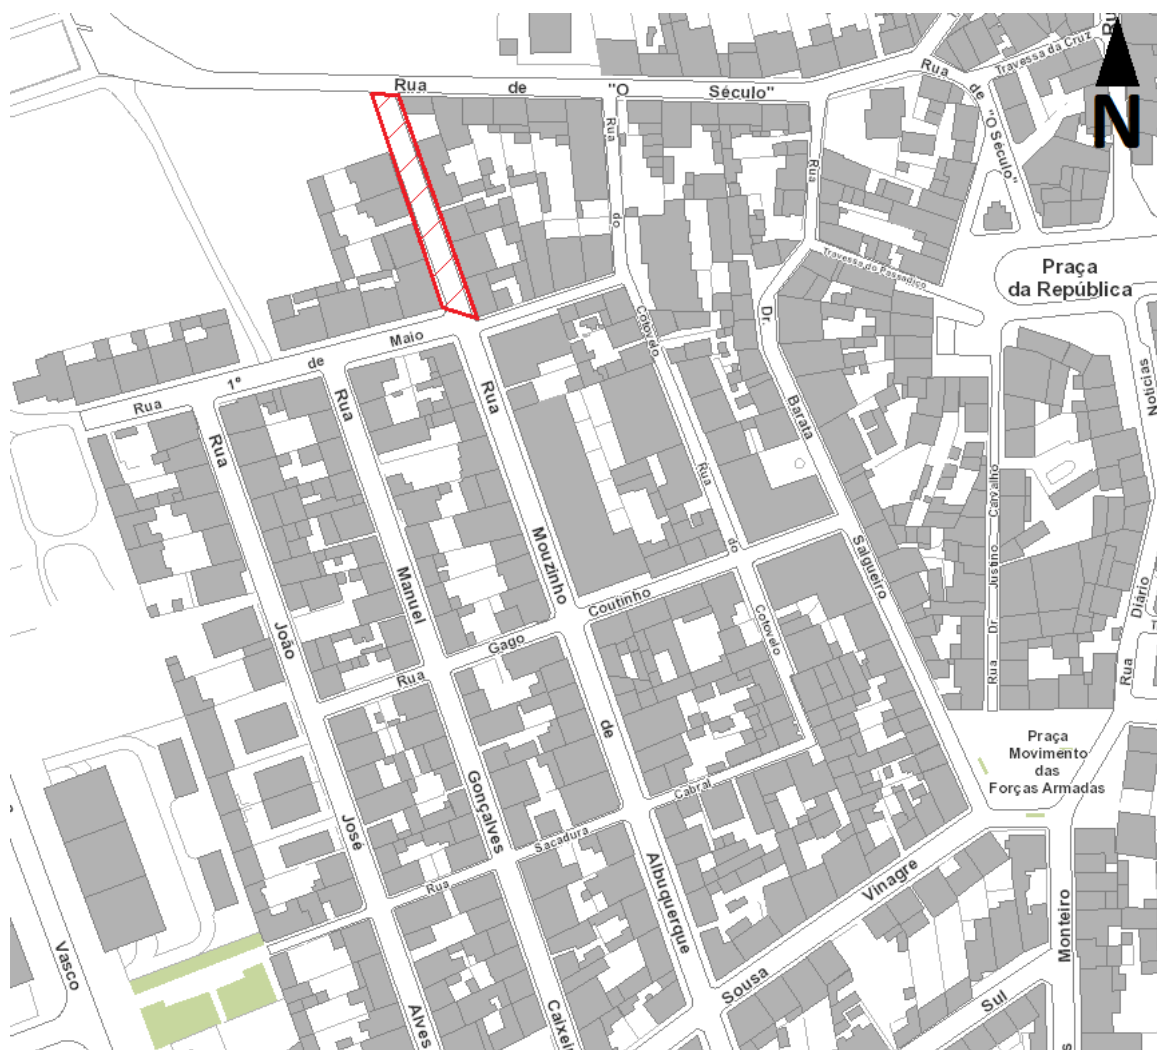 Ru
Travessa da Cruz
Rua de "O Século"
N
Rua de "O Século"
Rua do Cotovelo
Rua Dr. Barata Salgueiro
Travessa do Passadiço
Praça
da República
Rua 1º de Maio
Rua Mouzinho de Albuquerque
Rua Manuel Gonçalves Caixei
Rua João José Alves
Notícias
Diário
Rua
Rua Dr Justino Carvalho
Rua do Cotovelo
Rua Gago Coutinho
Praça
Movimento
das
Forças Armadas
Rua Sacadura Cabral
Sousa Vinagre
Monteiro
Sul
Vasco